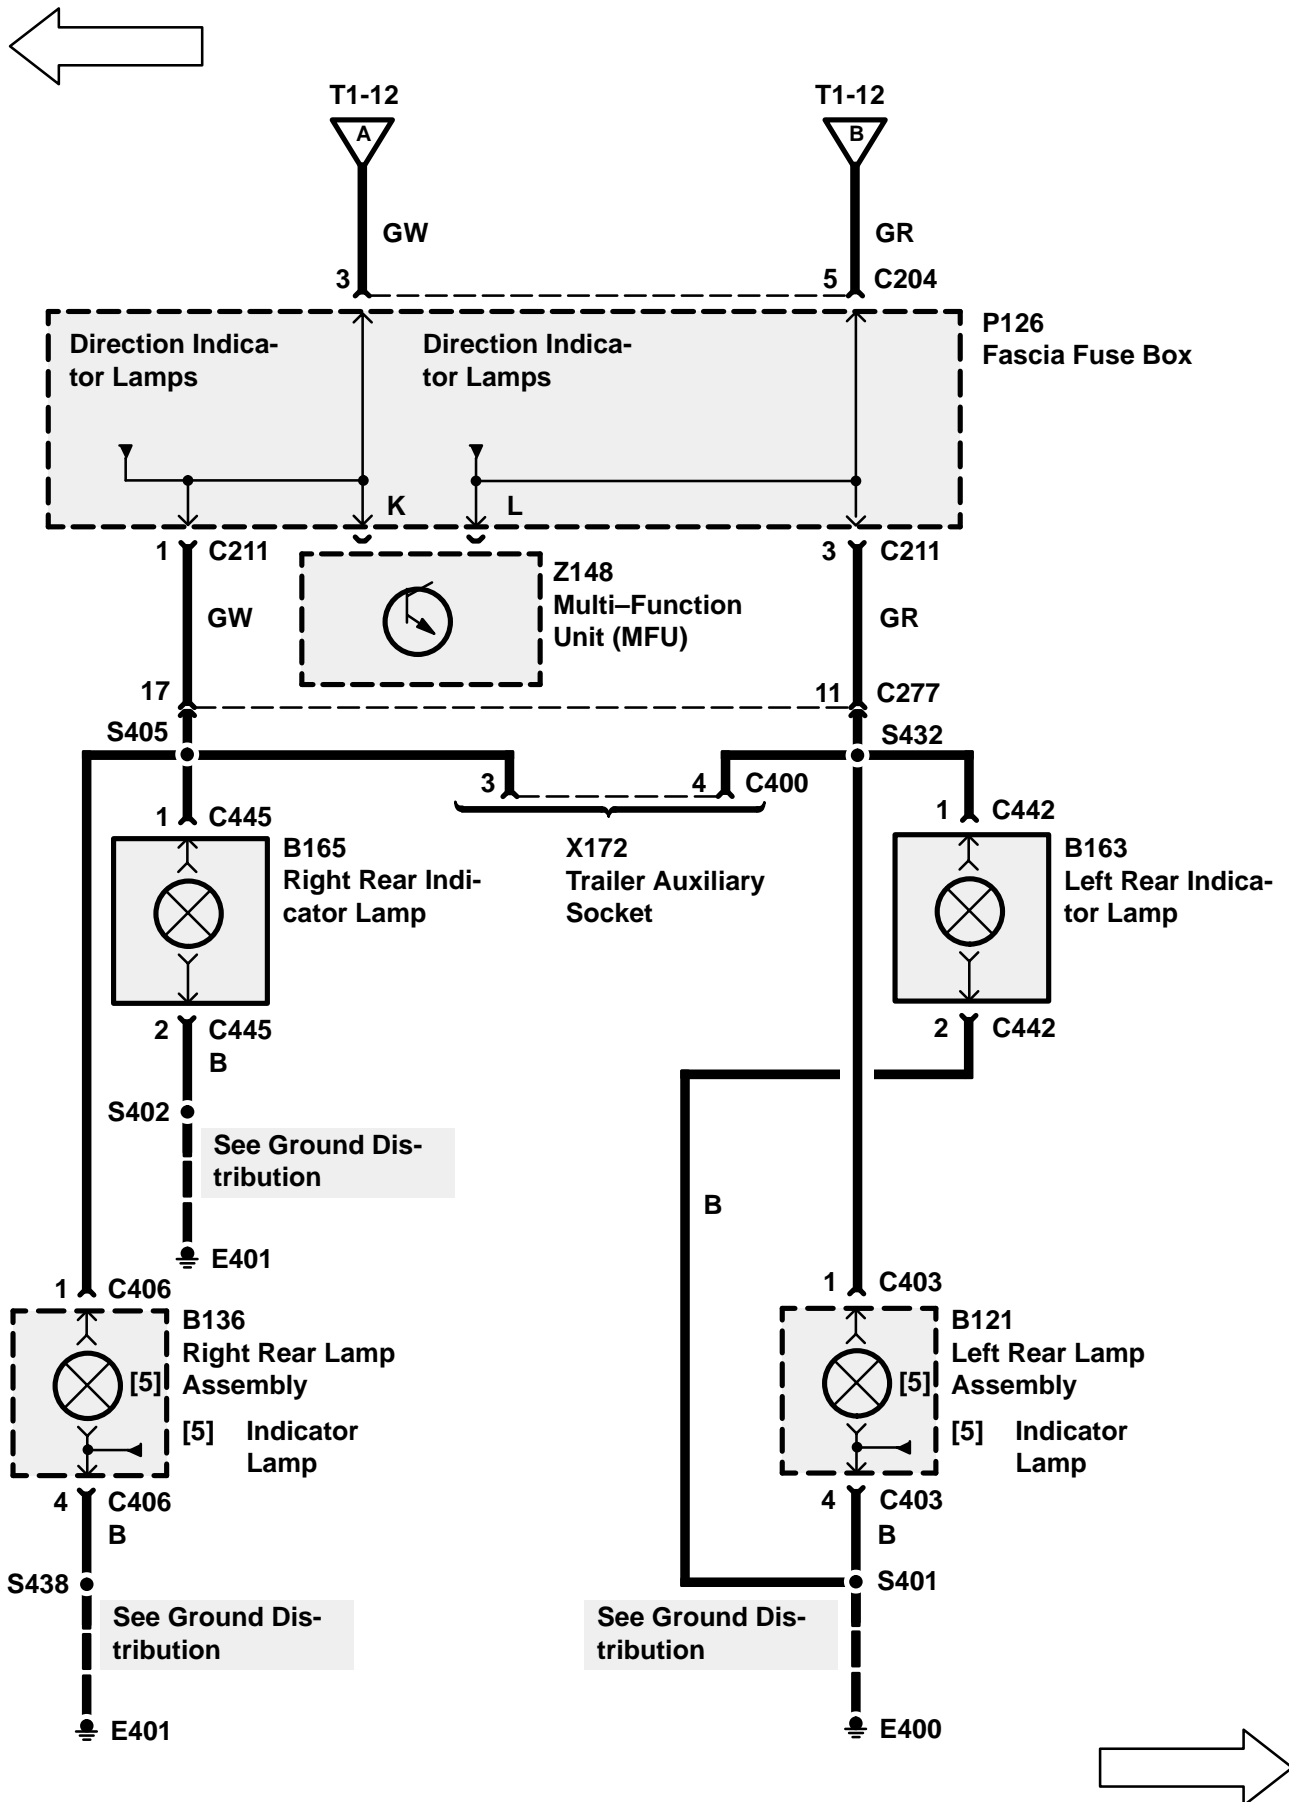 T1-12
T1-12
A
B
GW
GR
3
5
C204
P126
Fascia Fuse Box
Direction Indica-
tor Lamps
Direction Indica-
tor Lamps
K
L
1
C211
3
C211
Z148
Multi–Function
Unit (MFU)
GW
GR
17
11
C277
S405
S432
3
4
C400
1
C445
1
C442
B165
Right Rear Indi-
cator Lamp
X172
Trailer Auxiliary
Socket
B163
Left Rear Indica-
tor Lamp
2
C445
B
2
C442
S402
See Ground Dis-
tribution
B
E401
1
C406
1
C403
B136
Right Rear Lamp
Assembly
[5]
[5] Indicator
Lamp
B121
Left Rear Lamp
Assembly
[5]
[5] Indicator
Lamp
4
C406
B
4
C403
B
S438
S401
See Ground Dis-
tribution
See Ground Dis-
tribution
E401
E400